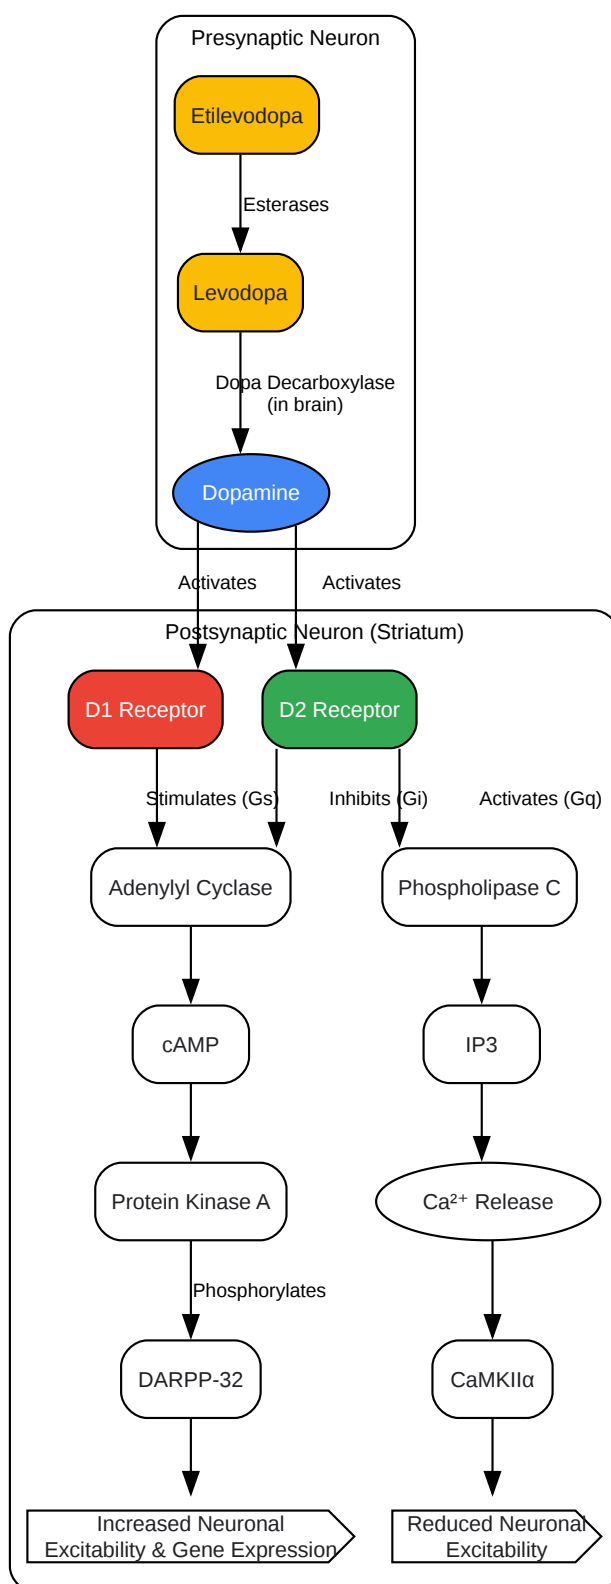 Presynaptic Neuron
Etilevodopa
Esterases
Levodopa
Dopa Decarboxylase
(in brain)
Dopamine
Activates
Activates
Postsynaptic Neuron (Striatum)
D1 Receptor
D2 Receptor
Stimulates (Gs)
Inhibits (Gi)
Activates (Gq)
Adenylyl Cyclase
Phospholipase C
cAMP
IP3
Protein Kinase A
Ca²⁺ Release
Phosphorylates
DARPP-32
CaMKIIα
Increased Neuronal
Excitability & Gene Expression
Reduced Neuronal
Excitability